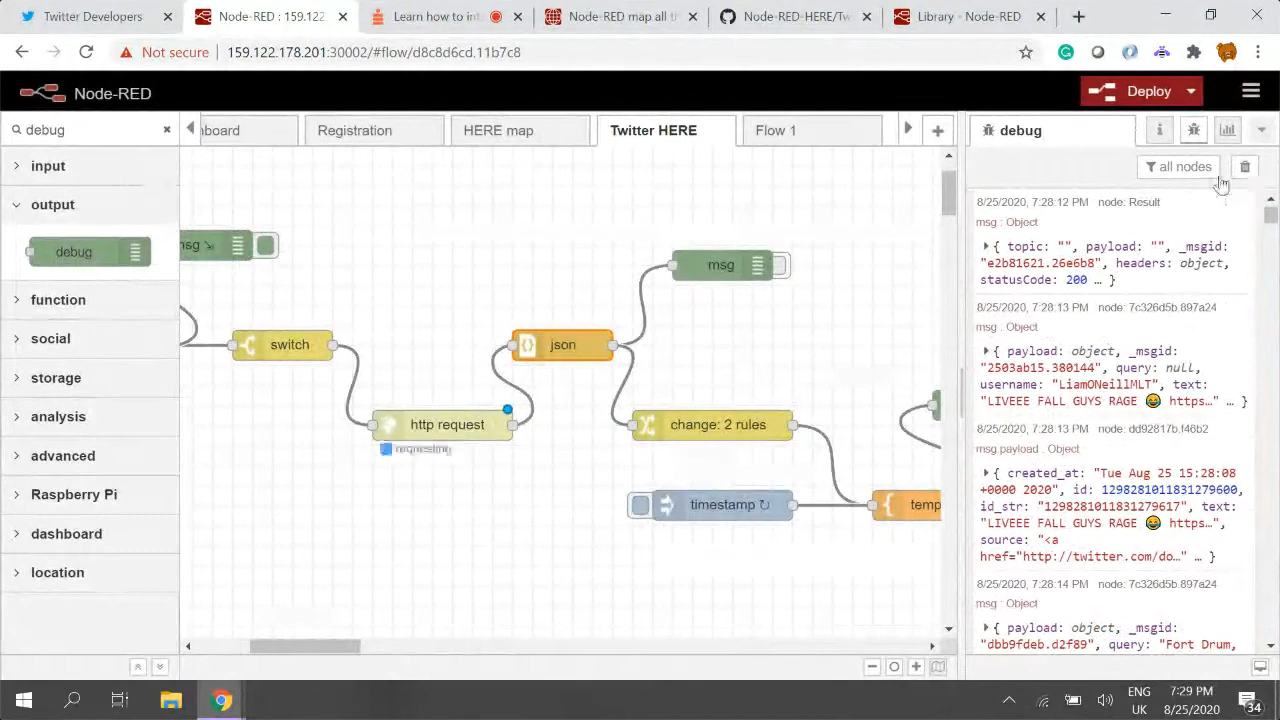 Twitter Developers
Node-RED : 159.122
Learn how to int
Node-RED map all th
Node-RED_HERE/Tw
Library - Node-RED
Not secure
159.122.178.201:30002/#flow/d8c8d6cd.11b7c8
Node-RED
Deploy
debug
board
Registration
HERE map
Twitter HERE
Flow 1
debug
input
output
debug
function
social
storage
analysis
advanced
Raspberry Pi
dashboard
location
msg
switch
http request
requesting
json
msg
change: 2 rules
timestamp ↻
temp
all nodes
8/25/2020, 7:28:12 PM node: Result
msg : Object
{ topic: "", payload: "", _msgid:
"e2b81621.26e6b8", headers: object,
statusCode: 200 … }
8/25/2020, 7:28:13 PM node: 7c326d5b.897a24
msg : Object
{ payload: object, _msgid:
"2503ab15.380144", query: null,
username: "LiamONeillMLT", text:
"LIVEEE FALL GUYS RAGE 😂 https…" … }
8/25/2020, 7:28:13 PM node: dd92817b.f46b2
msg.payload : Object
{ created_at: "Tue Aug 25 15:28:08
+0000 2020", id: 1298281011831279600,
id_str: "1298281011831279617", text:
"LIVEEE FALL GUYS RAGE 😂 https…",
source: "<a
href="http://twitter.com/do…" … }
8/25/2020, 7:28:14 PM node: 7c326d5b.897a24
msg : Object
{ payload: object, _msgid:
"dbb9fdeb.d2f89", query: "Fort Drum,
ENG
UK
7:29 PM
8/25/2020
34